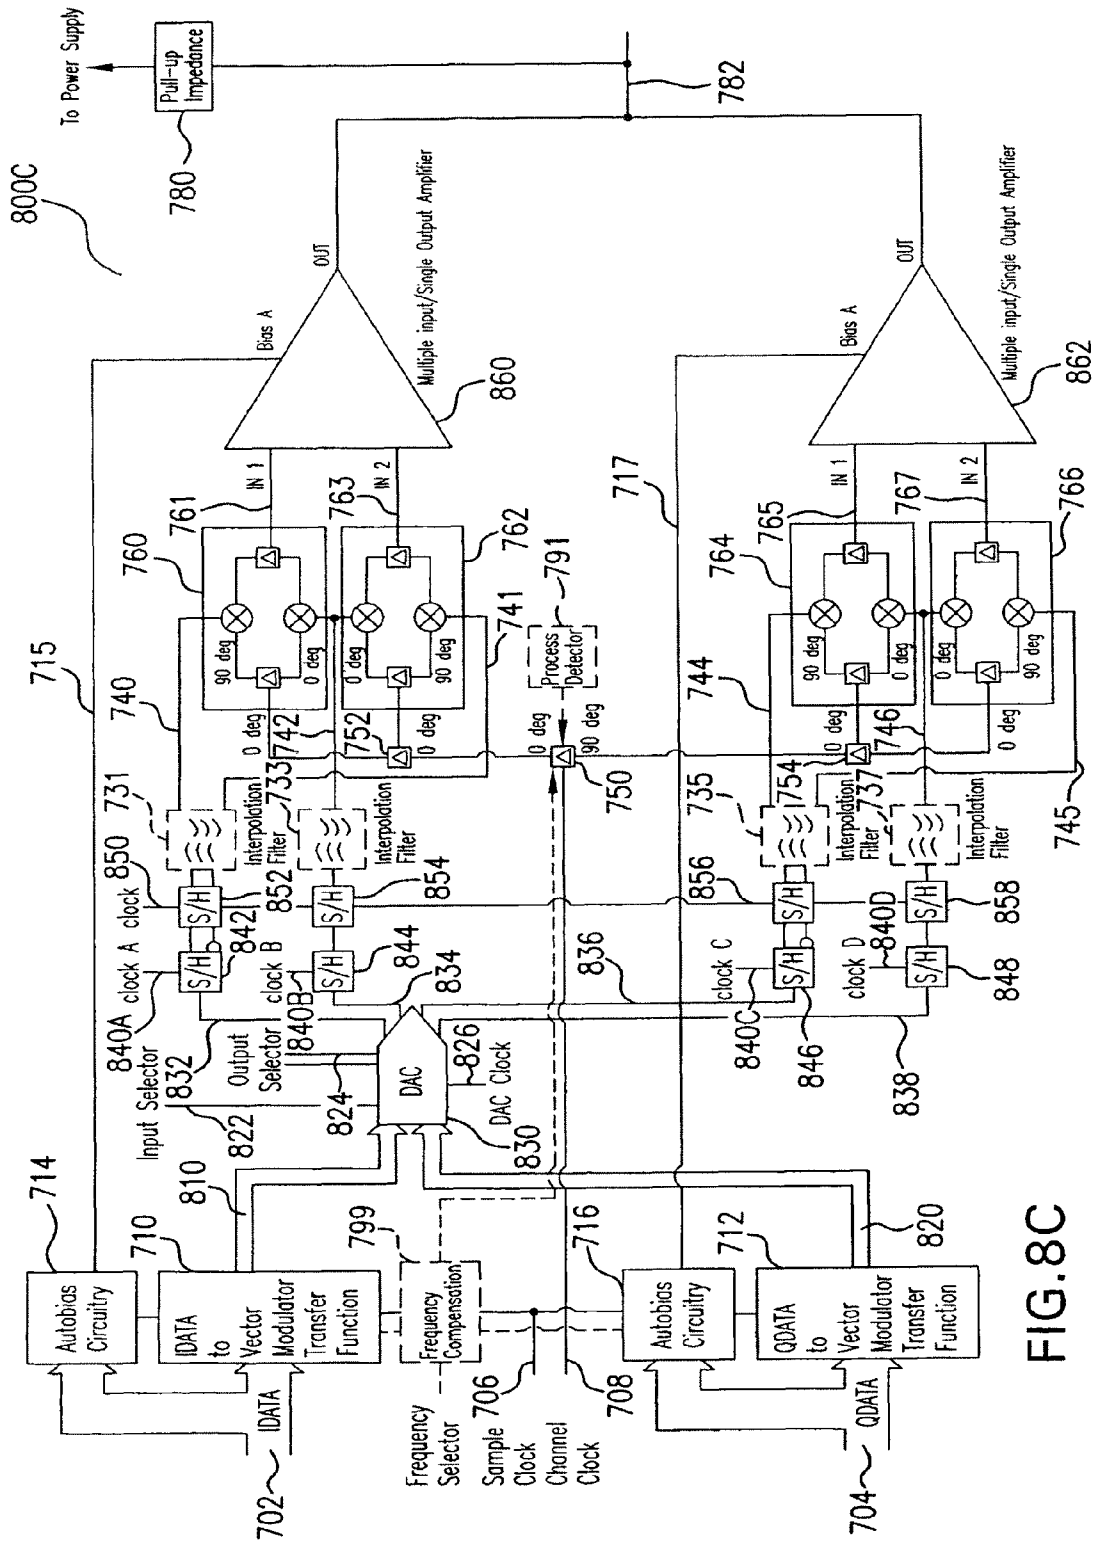 800C
To Power Supply
Pull-up
Impedance
780
782
715
Bias A
OUT
Multiple input/Single Output Amplifier
860
IN 1
IN 2
761
763
760
762
741
740
90 deg
0 deg
0 deg
90 deg
0 deg
742
752
0 deg
791
Process
Detector
0 deg
90 deg
750
731
733
Interpolation
Filter
Interpolation
Filter
850
clock
S/H
852
S/H
854
clock A
S/H
842
clock B
S/H
844
840A
840B
832
834
836
838
Input Selector
822
Output
Selector
824
DAC
826
DAC Clock
830
717
Bias A
OUT
Multiple input/Single Output Amplifier
862
IN 1
IN 2
765
767
764
766
744
90 deg
0 deg
0 deg
90 deg
0 deg
754
746
0 deg
745
735
737
Interpolation
Filter
Interpolation
Filter
856
S/H
S/H
858
clock C
840C
S/H
846
clock D
840D
S/H
848
714
Autobias
Circuitry
710
810
IDATA
to
Vector
Modulator
Transfer
Function
702
IDATA
799
Frequency
Compensation
Frequency
Selector
706
Sample
Clock
Channel
Clock
708
716
Autobias
Circuitry
712
820
QDATA
to
Vector
Modulator
Transfer
Function
704
QDATA
FIG.8C